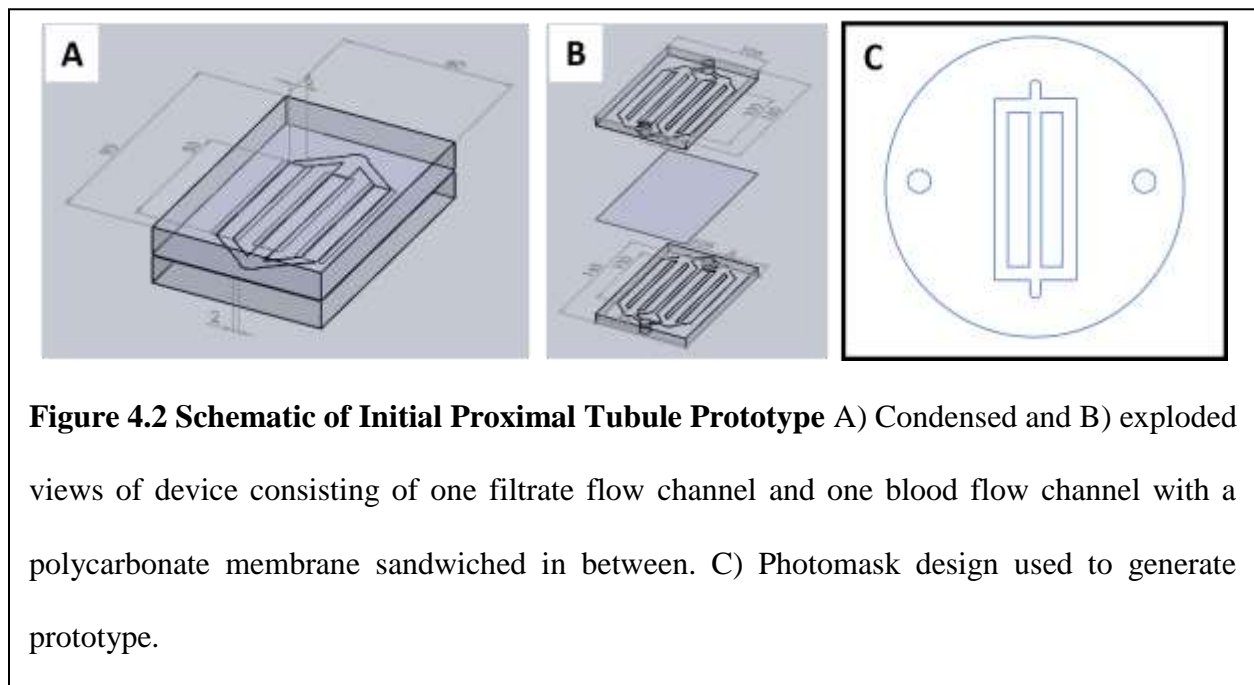 A
B
C
2
Figure 4.2 Schematic of Initial Proximal Tubule Prototype A) Condensed and B) exploded
views of device consisting of one filtrate flow channel and one blood flow channel with a
polycarbonate membrane sandwiched in between. C) Photomask design used to generate
prototype.